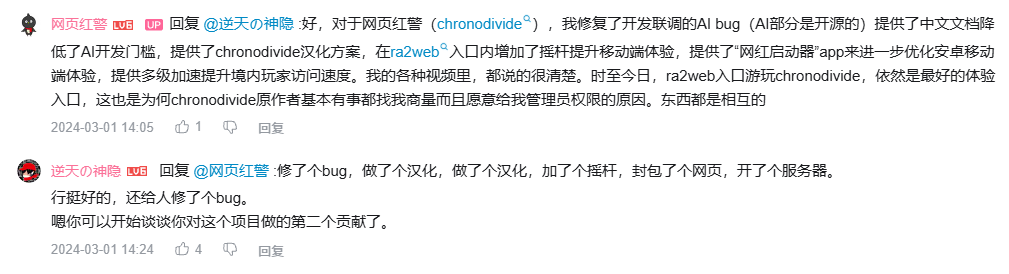 网页红警 LV6 UP 回复 @逆天の神隐 :好，对于网页红警（chronodivide），我修复了开发联调的AI bug（AI部分是开源的）提供了中文文档降
低了AI开发门槛，提供了chronodivide汉化方案，在ra2web入口内增加了摇杆提升移动端体验，提供了“网红启动器”app来进一步优化安卓移动
端体验，提供多级加速提升境内玩家访问速度。我的各种视频里，都说的很清楚。时至今日，ra2web入口游玩chronodivide，依然是最好的体验
入口，这也是为何chronodivide原作者基本有事都找我商量而且愿意给我管理员权限的原因。东西都是相互的
2024-03-01 14:05 1 回复
逆天の神隐 LV6 回复 @网页红警 :修了个bug，做了个汉化，做了个汉化，加了个摇杆，封包了个网页，开了个服务器。
行挺好的，还给人修了个bug。
嗯你可以开始谈谈你对这个项目做的第二个贡献了。
2024-03-01 14:24 4 回复